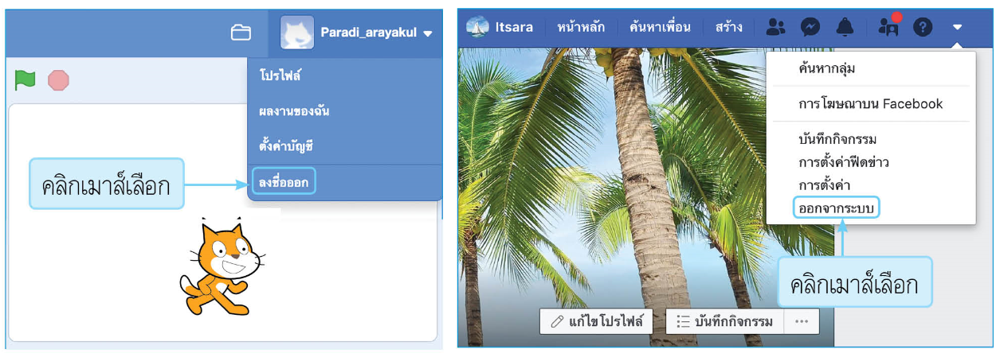 Paradi_arayakul
โปรไฟล์
ผลงานของฉัน
ตั้งค่าบัญชี
ลงชื่อออก
คลิกเมาส์เลือก
Itsara หน้าหลัก ค้นหาเพื่อน สร้าง
ค้นหากลุ่ม
การโฆษณาบน Facebook
บันทึกกิจกรรม
การตั้งค่าฟีดข่าว
การตั้งค่า
ออกจากระบบ
คลิกเมาส์เลือก
แก้ไขโปรไฟล์ บันทึกกิจกรรม ...